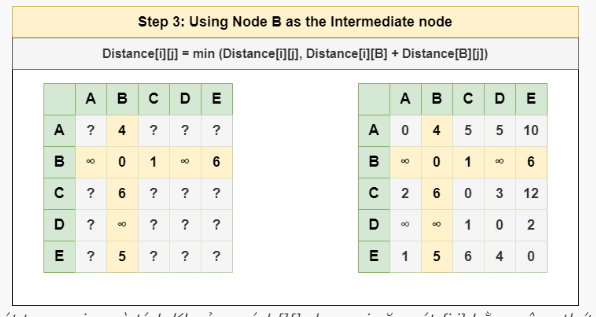 Step 3: Using Node B as the Intermediate node
Distance[i][j] = min (Distance[i][j], Distance[i][B] + Distance[B][j])
A B C D E
A ? 4 ? ? ?
B ∞ 0 1 ∞ 6
C ? 6 ? ? ?
D ? ∞ ? ? ?
E ? 5 ? ? ?
A B C D E
A 0 4 5 5 10
B ∞ 0 1 ∞ 6
C 2 6 0 3 12
D ∞ ∞ 1 0 2
E 1 5 6 4 0